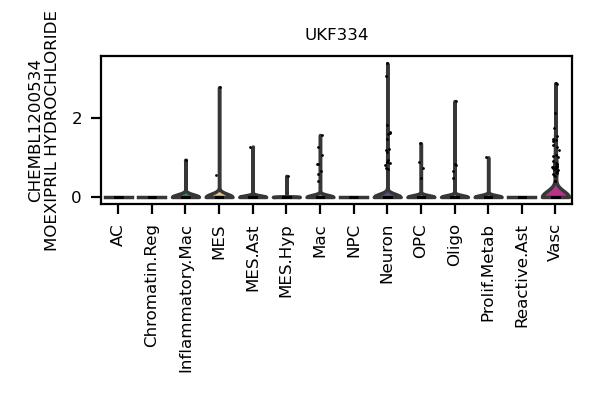 UKF334
CHEMBL1200534
MOEXIPRIL HYDROCHLORIDE
2
0
AC
Chromatin.Reg
Inflammatory.Mac
MES
MES.Ast
MES.Hyp
Mac
NPC
Neuron
OPC
Oligo
Prolif.Metab
Reactive.Ast
Vasc